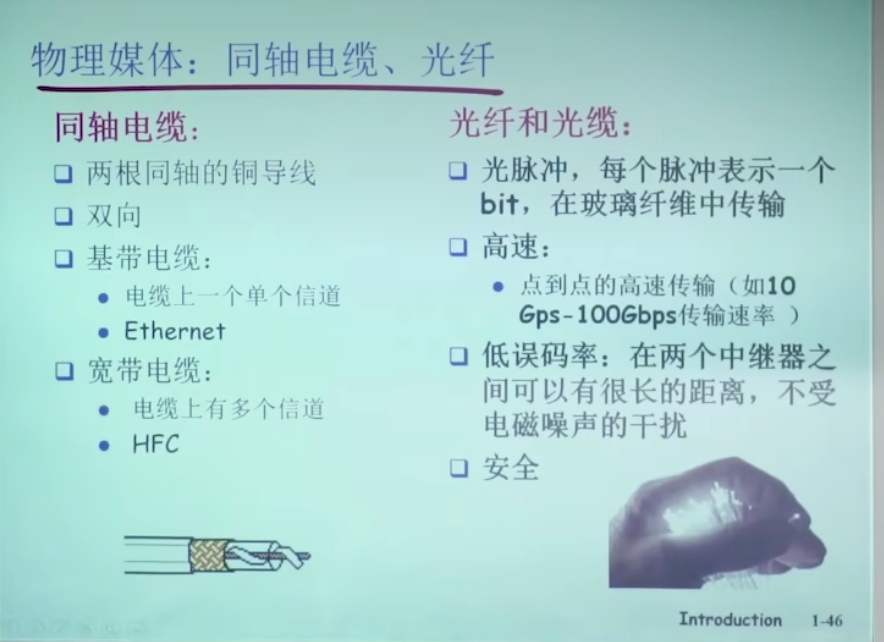 物理媒体：同轴电缆、光纤
同轴电缆:
两根同轴的铜导线
双向
基带电缆:
电缆上一个单个信道
Ethernet
宽带电缆:
电缆上有多个信道
HFC
光纤和光缆：
光脉冲，每个脉冲表示一个
bit，在玻璃纤维中传输
高速：
点到点的高速传输（如10
Gps-100Gbps传输速率 ）
低误码率：在两个中继器之
间可以有很长的距离，不受
电磁噪声的干扰
安全
Introduction 1-46